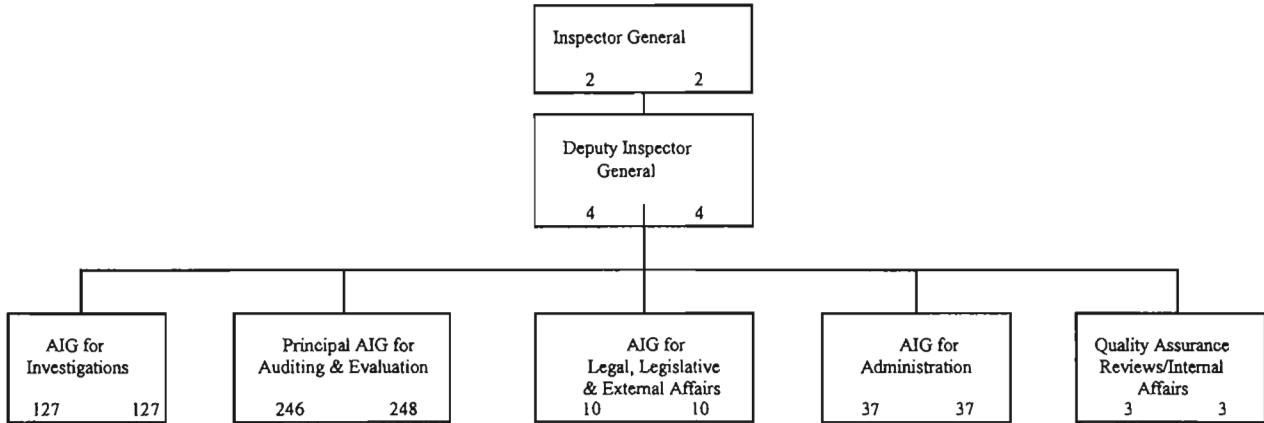 Inspector General
2 2
Deputy Inspector
General
4 4
AIG for
Investigations
127 127
Principal AIG for
Auditing & Evaluation
246 248
AIG for
Legal, Legislative
& External Affairs
10 10
AIG for
Administration
37 37
Quality Assurance
Reviews/Internal
Affairs
3 3